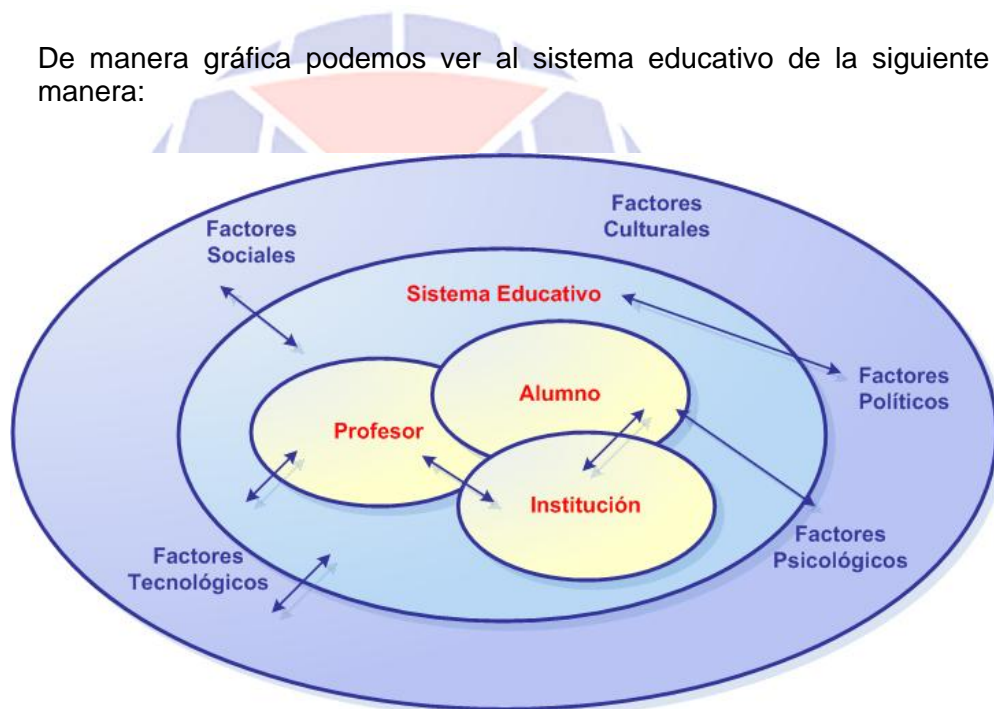 De manera gráfica podemos ver al sistema educativo de la siguiente
manera:
Factores
Culturales
Factores
Sociales
Sistema Educativo
Factores
Políticos
Alumno
Profesor
Institución
Factores
Psicológicos
Factores
Tecnológicos